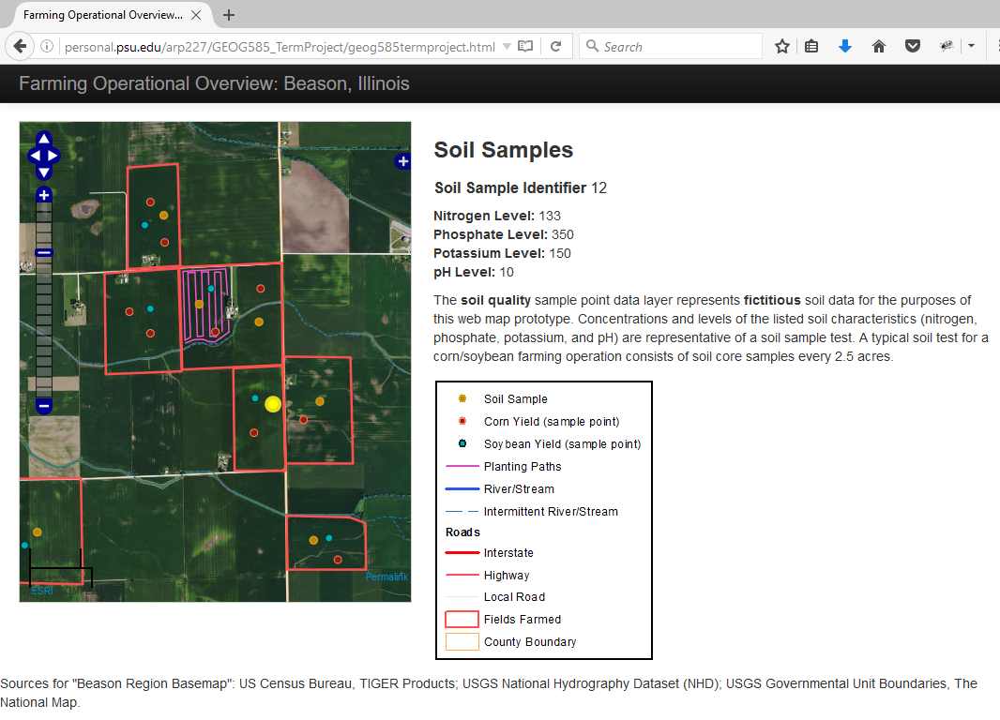 Farming Operational Overview...
personal.psu.edu/arp227/GEOG585_TermProject/geog585termproject.html
Search
Farming Operational Overview: Beason, Illinois
Soil Samples
Soil Sample Identifier 12
Nitrogen Level: 133
Phosphate Level: 350
Potassium Level: 150
pH Level: 10
The soil quality sample point data layer represents fictitious soil data for the purposes of
this web map prototype. Concentrations and levels of the listed soil characteristics (nitrogen,
phosphate, potassium, and pH) are representative of a soil sample test. A typical soil test for a
corn/soybean farming operation consists of soil core samples every 2.5 acres.
Soil Sample
Corn Yield (sample point)
Soybean Yield (sample point)
Planting Paths
River/Stream
Intermittent River/Stream
Roads
Interstate
Highway
Local Road
Fields Farmed
County Boundary
Permalink
ESRI
Sources for "Beason Region Basemap": US Census Bureau, TIGER Products; USGS National Hydrography Dataset (NHD); USGS Governmental Unit Boundaries, The
National Map.